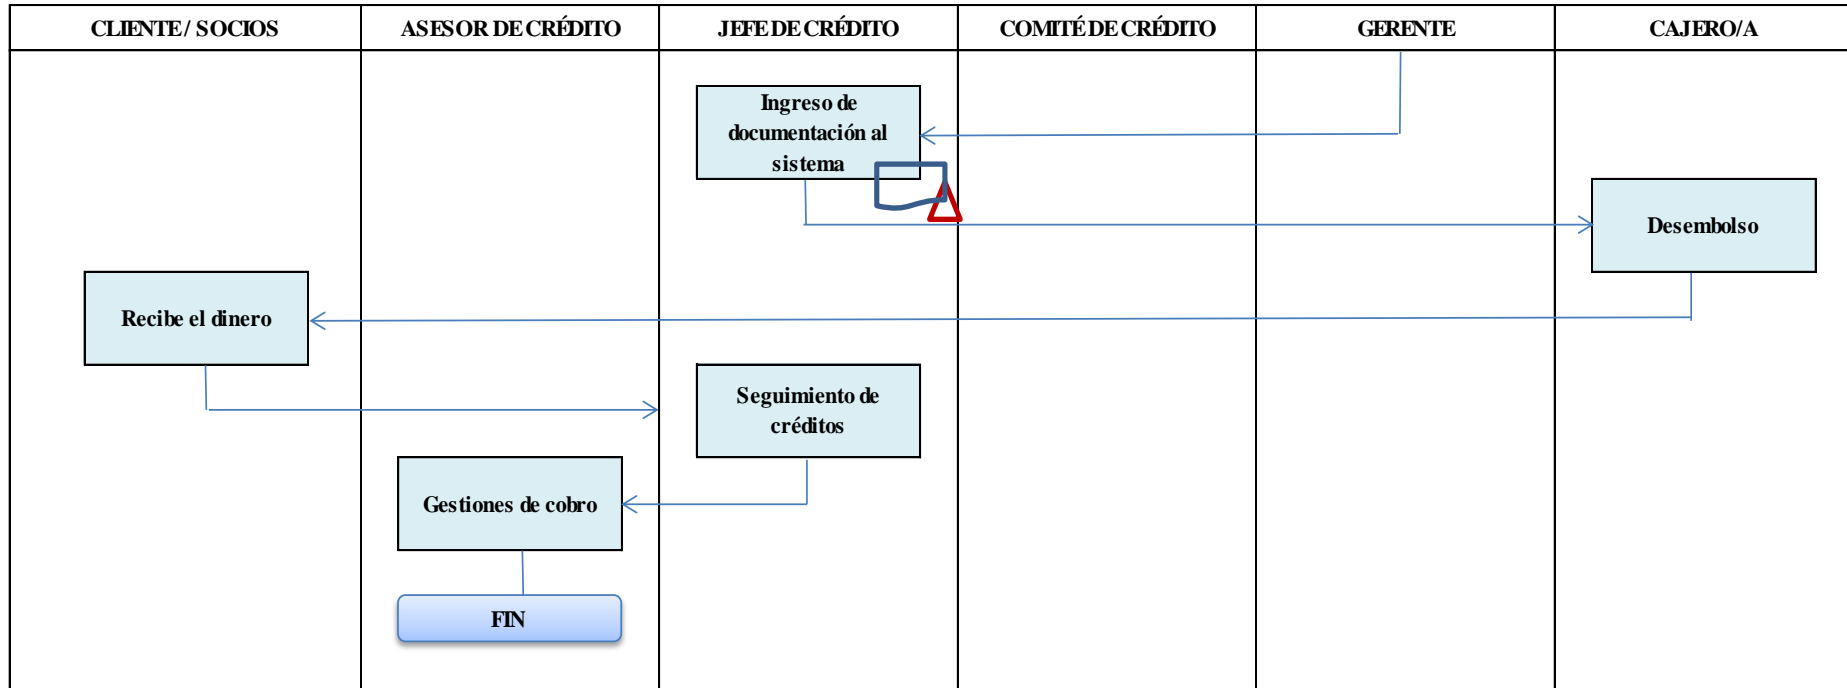 CLIENTE / SOCIOS
ASESOR DE CRÉDITO
JEFE DE CRÉDITO
COMITÉ DE CRÉDITO
GERENTE
CAJERO/A
Ingreso de
documentación al
sistema
Desembolso
Recibe el dinero
Seguimiento de
créditos
Gestiones de cobro
FIN